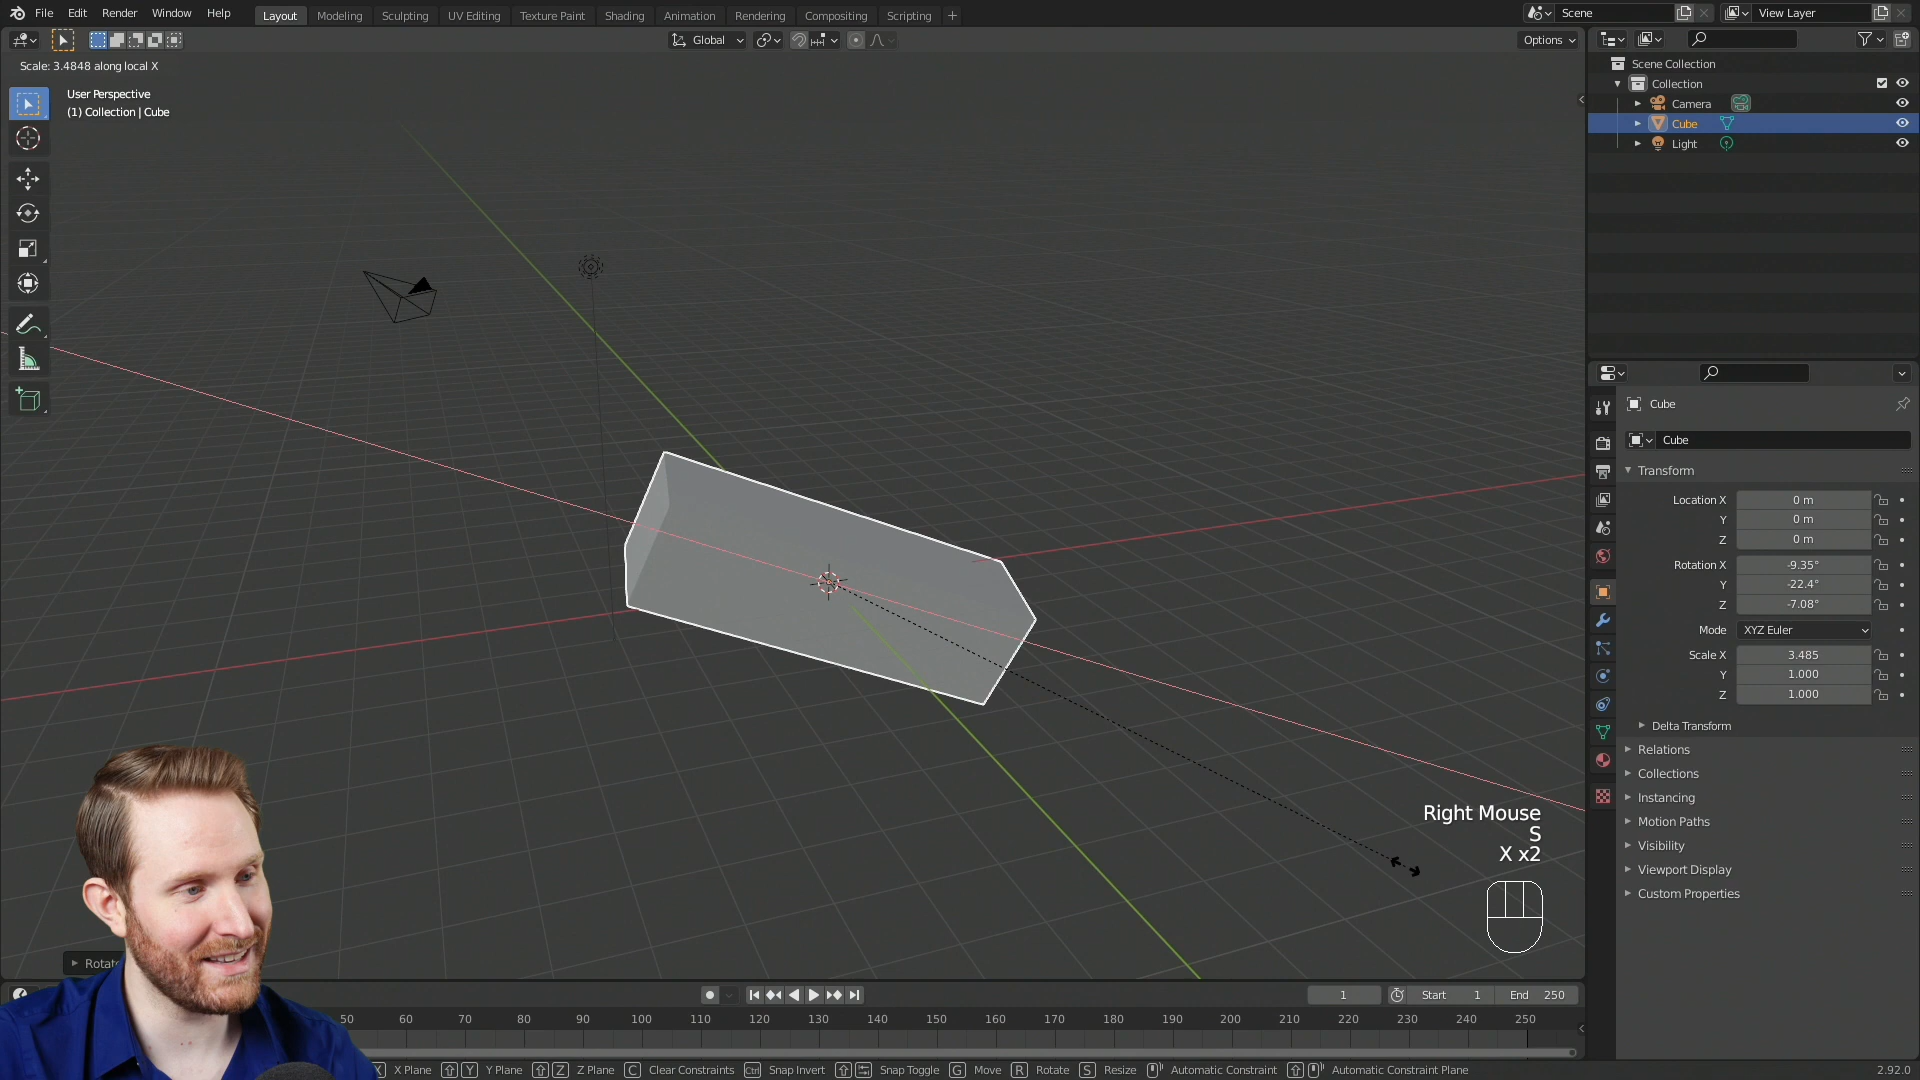 File Edit Render Window Help Layout Modeling Sculpting UV Editing Texture Paint Shading Animation Rendering Compositing Scripting + Scene View Layer
Global Options
Scale: 3.4848 along local X
User Perspective
(1) Collection | Cube
Scene Collection
Collection
Camera
Cube
Light
Cube
Cube
Transform
Location X 0 m
Y 0 m
Z 0 m
Rotation X -9.35°
Y -22.4°
Z -7.08°
Mode XYZ Euler
Scale X 3.485
Y 1.000
Z 1.000
Delta Transform
Relations
Collections
Instancing
Motion Paths
Visibility
Viewport Display
Custom Properties
Right Mouse
S
X x2
Rotate
1 Start 1 End 250
50 60 70 80 90 100 110 120 130 140 150 160 170 180 190 200 210 220 230 240 250
X X Plane Y Y Plane Z Z Plane C Clear Constraints Ctrl Snap Invert Snap Toggle G Move R Rotate S Resize Automatic Constraint Automatic Constraint Plane 2.92.0